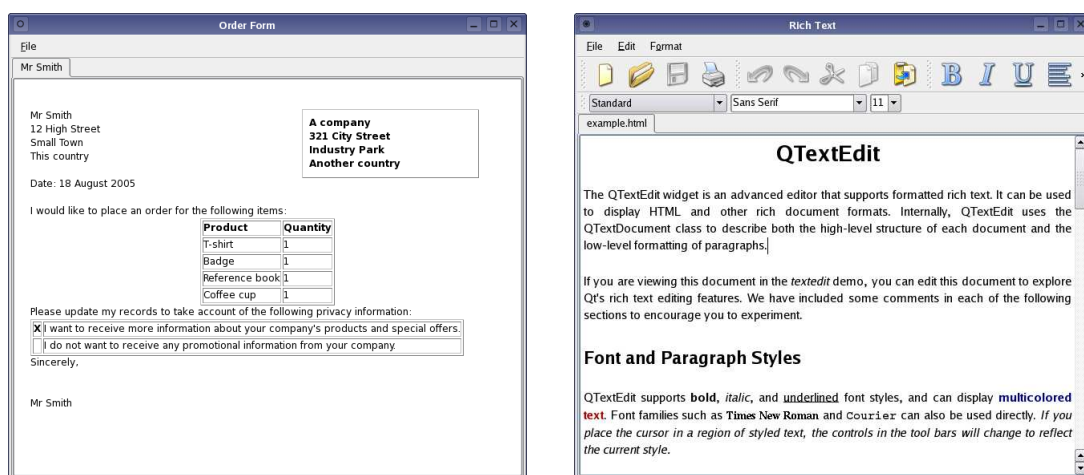 Order Form
File
Mr Smith
Mr Smith
12 High Street
Small Town
This country
A company
321 City Street
Industry Park
Another country
Date: 18 August 2005
I would like to place an order for the following items:
Product Quantity
T-shirt 1
Badge 1
Reference book 1
Coffee cup 1
Please update my records to take account of the following privacy information:
X I want to receive more information about your company's products and special offers.
I do not want to receive any promotional information from your company.
Sincerely,
Mr Smith
Rich Text
File Edit Format
B I U
Standard Sans Serif 11
example.html
QTextEdit
The QTextEdit widget is an advanced editor that supports formatted rich text. It can be used
to display HTML and other rich document formats. Internally, QTextEdit uses the
QTextDocument class to describe both the high-level structure of each document and the
low-level formatting of paragraphs.
If you are viewing this document in the textedit demo, you can edit this document to explore
Qt's rich text editing features. We have included some comments in each of the following
sections to encourage you to experiment.
Font and Paragraph Styles
QTextEdit supports bold, italic, and underlined font styles, and can display multicolored
text. Font families such as Times New Roman and Courier can also be used directly. If you
place the cursor in a region of styled text, the controls in the tool bars will change to reflect
the current style.